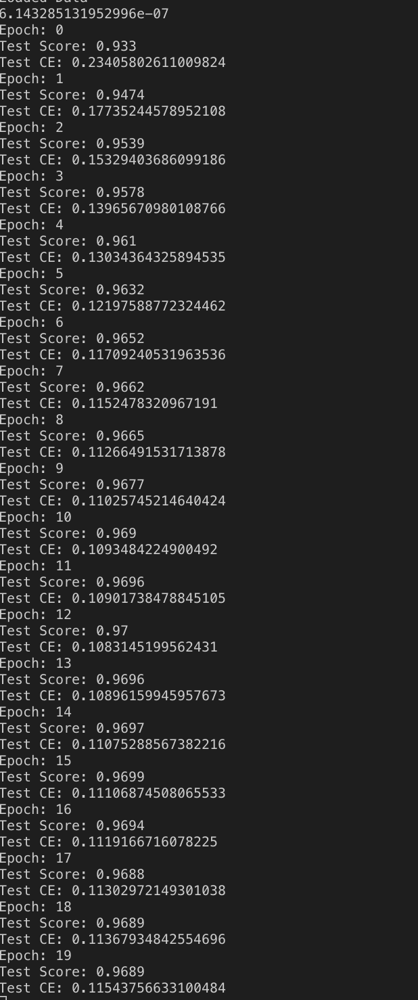 Loaded Data
6.143285131952996e-07
Epoch: 0
Test Score: 0.933
Test CE: 0.23405802611009824
Epoch: 1
Test Score: 0.9474
Test CE: 0.17735244578952108
Epoch: 2
Test Score: 0.9539
Test CE: 0.15329403686099186
Epoch: 3
Test Score: 0.9578
Test CE: 0.13965670980108766
Epoch: 4
Test Score: 0.961
Test CE: 0.13034364325894535
Epoch: 5
Test Score: 0.9632
Test CE: 0.12197588772324462
Epoch: 6
Test Score: 0.9652
Test CE: 0.11709240531963536
Epoch: 7
Test Score: 0.9662
Test CE: 0.1152478320967191
Epoch: 8
Test Score: 0.9665
Test CE: 0.11266491531713878
Epoch: 9
Test Score: 0.9677
Test CE: 0.11025745214640424
Epoch: 10
Test Score: 0.969
Test CE: 0.1093484224900492
Epoch: 11
Test Score: 0.9696
Test CE: 0.10901738478845105
Epoch: 12
Test Score: 0.97
Test CE: 0.1083145199562431
Epoch: 13
Test Score: 0.9696
Test CE: 0.10896159945957673
Epoch: 14
Test Score: 0.9697
Test CE: 0.11075288567382216
Epoch: 15
Test Score: 0.9699
Test CE: 0.11106874508065533
Epoch: 16
Test Score: 0.9694
Test CE: 0.1119166716078225
Epoch: 17
Test Score: 0.9688
Test CE: 0.11302972149301038
Epoch: 18
Test Score: 0.9689
Test CE: 0.11367934842554696
Epoch: 19
Test Score: 0.9689
Test CE: 0.11543756633100484